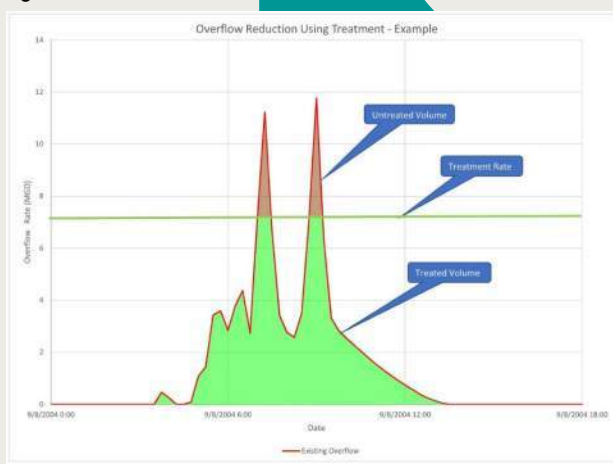 Overflow Reduction Using Treatment - Example
14
12
10
8
6
4
2
0
Overflow Rate (MGD)
Untreated Volume
Treatment Rate
Treated Volume
9/8/2004 0:00
9/8/2004 6:00
9/8/2004 12:00
9/8/2004 18:00
Date
Existing Overflow